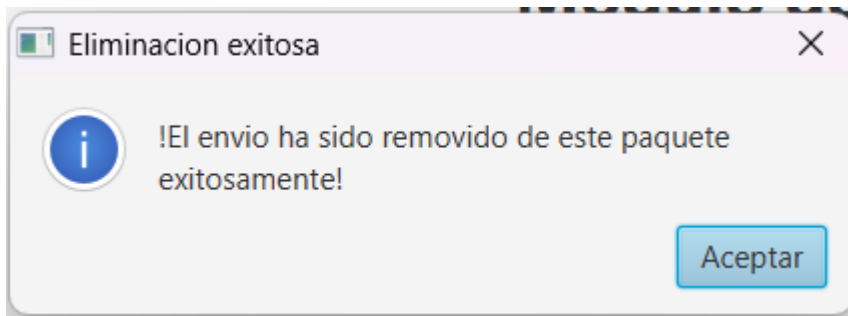 Eliminacion exitosa
!El envio ha sido removido de este paquete
exitosamente!
Aceptar